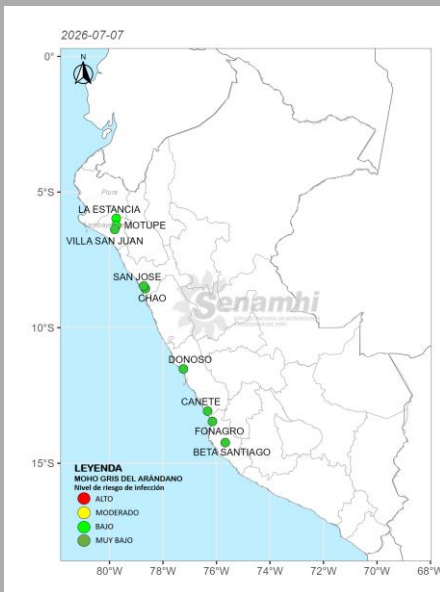 2026-07-07
N
0°
5°S
10°S
15°S
Piura
LA ESTANCIA
MOTUPE
VILLA SAN JUAN
SAN JOSE
CHAO
Senamhi
DONOSO
CANETE
FONAGRO
BETA SANTIAGO
LEYENDA
MOHO GRIS DEL ARÁNDANO
Nivel de riesgo de infección
ALTO
MODERADO
BAJO
MUY BAJO
80°W 78°W 76°W 74°W 72°W 70°W 68°W